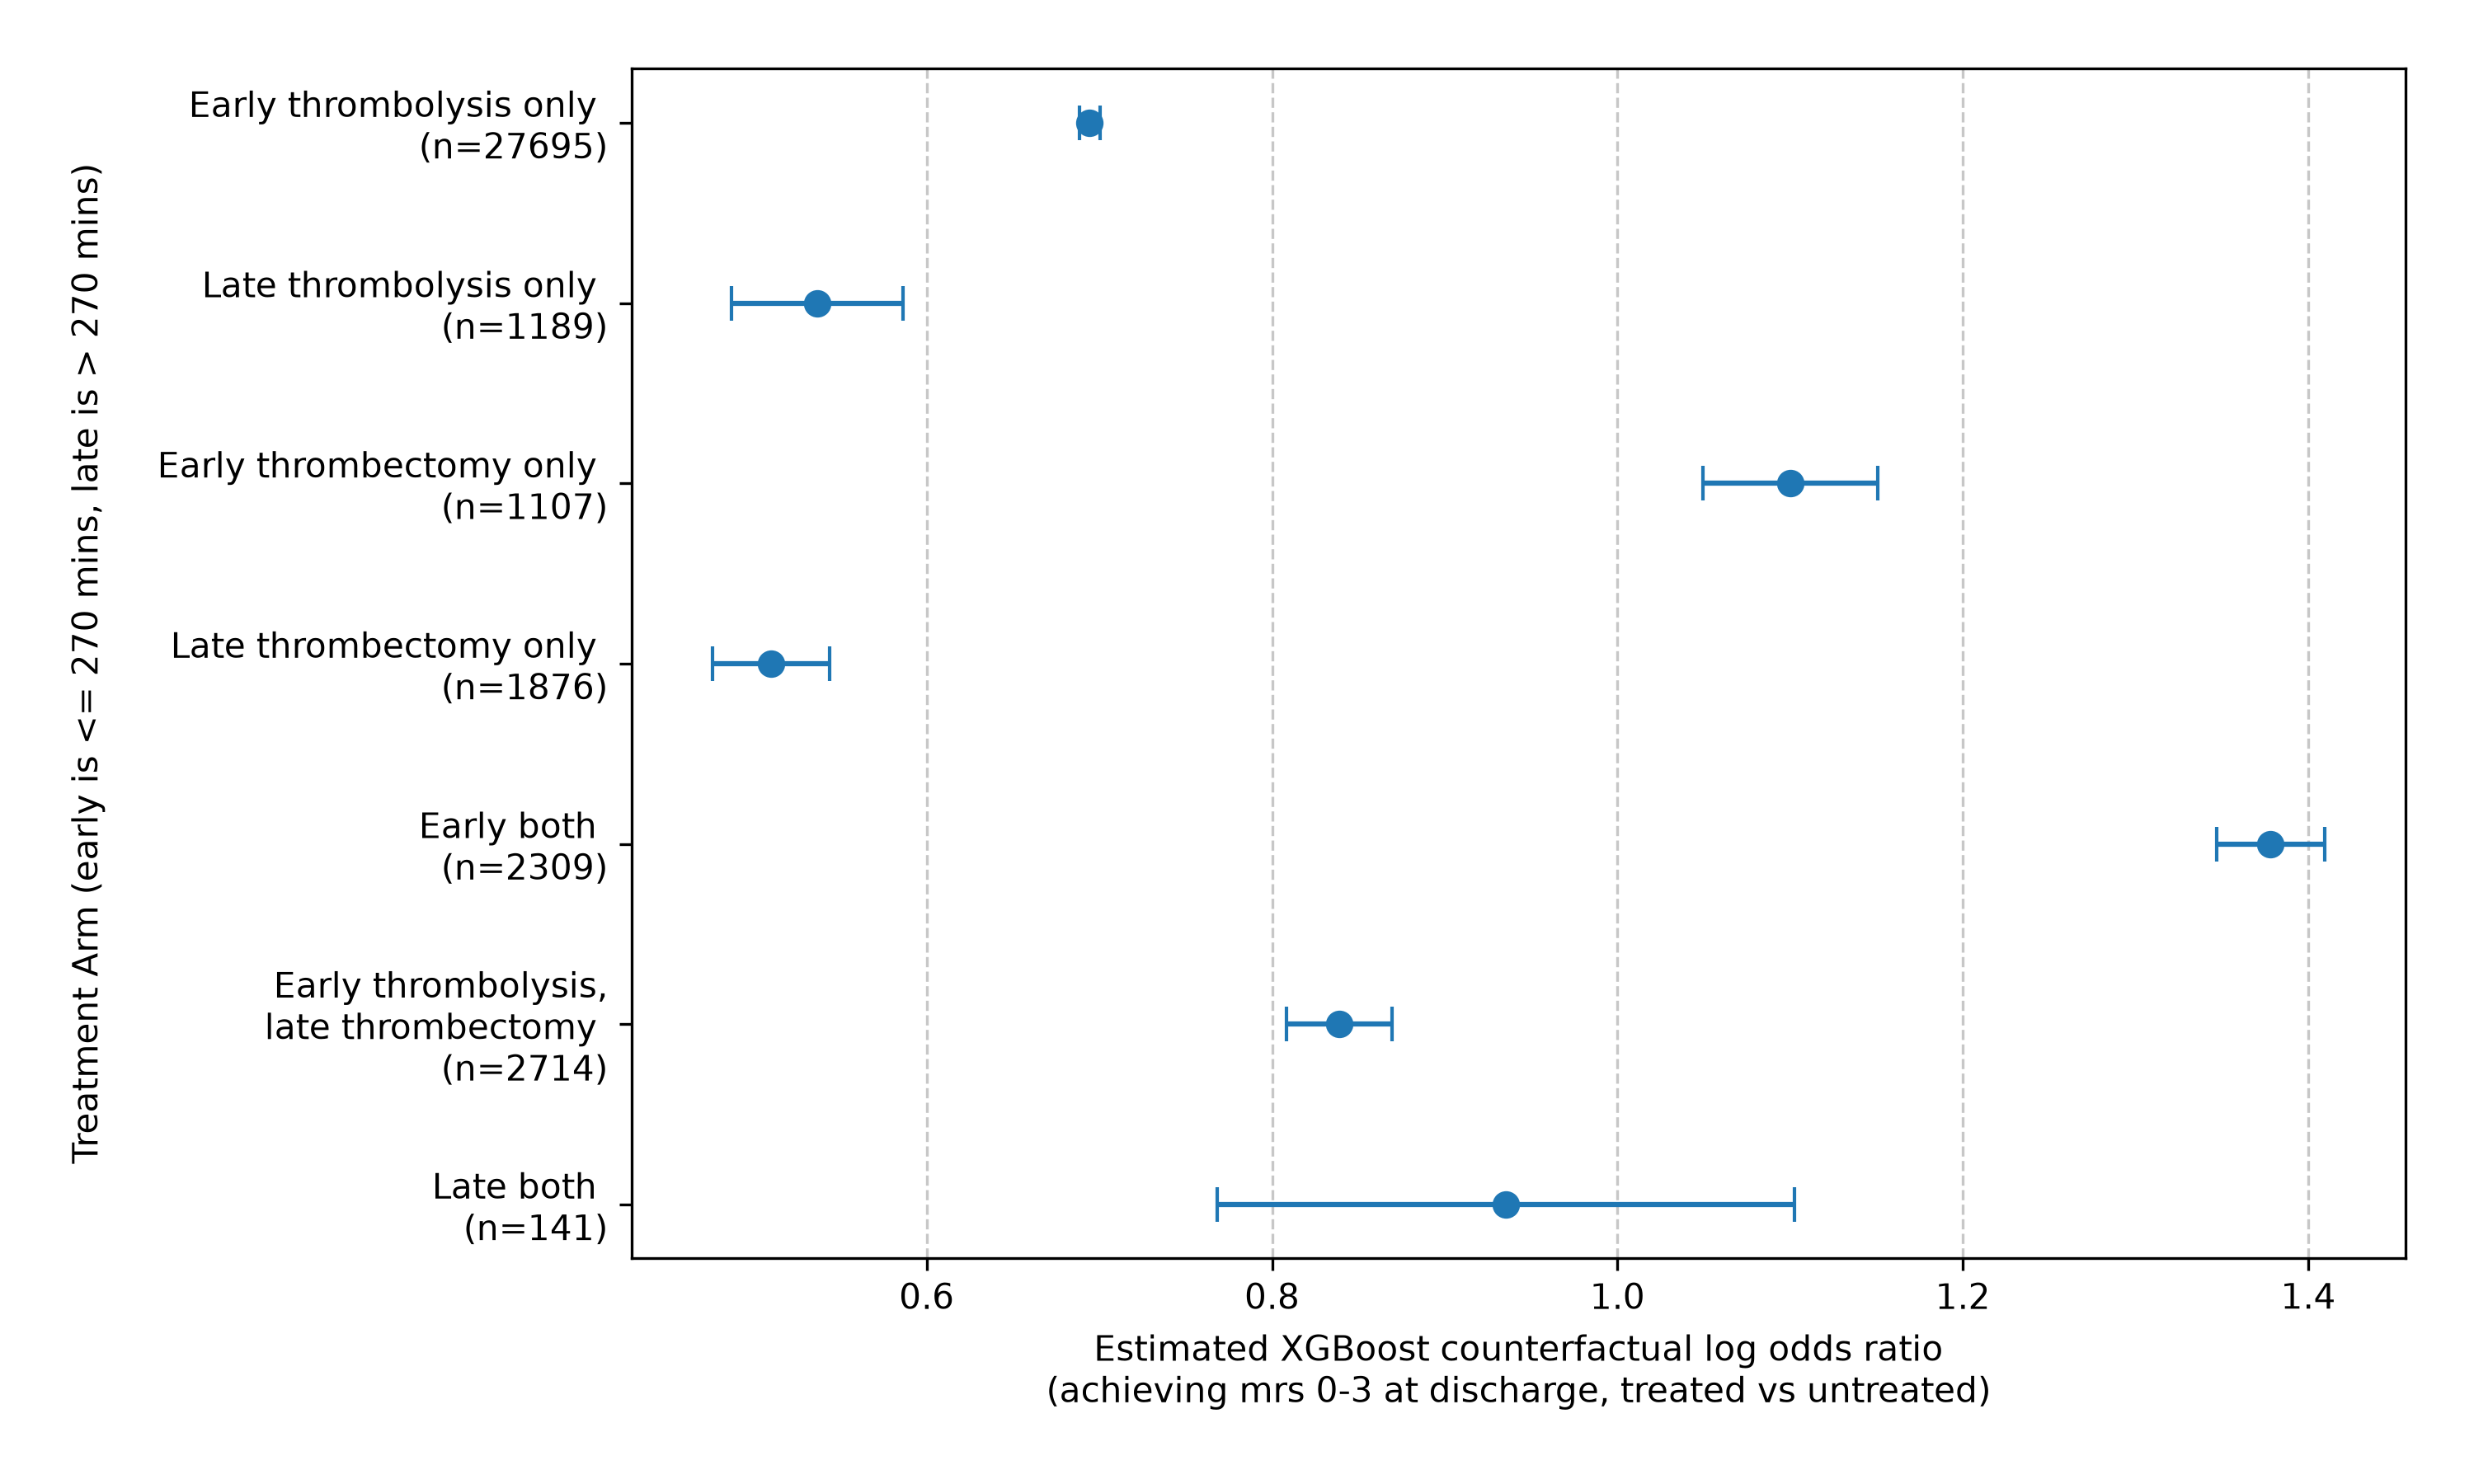 Treatment Arm (early is <= 270 mins, late is > 270 mins)
Early thrombolysis only
(n=27695)
Late thrombolysis only
(n=1189)
Early thrombectomy only
(n=1107)
Late thrombectomy only
(n=1876)
Early both
(n=2309)
Early thrombolysis,
late thrombectomy
(n=2714)
Late both
(n=141)
0.6 0.8 1.0 1.2 1.4
Estimated XGBoost counterfactual log odds ratio
(achieving mrs 0-3 at discharge, treated vs untreated)